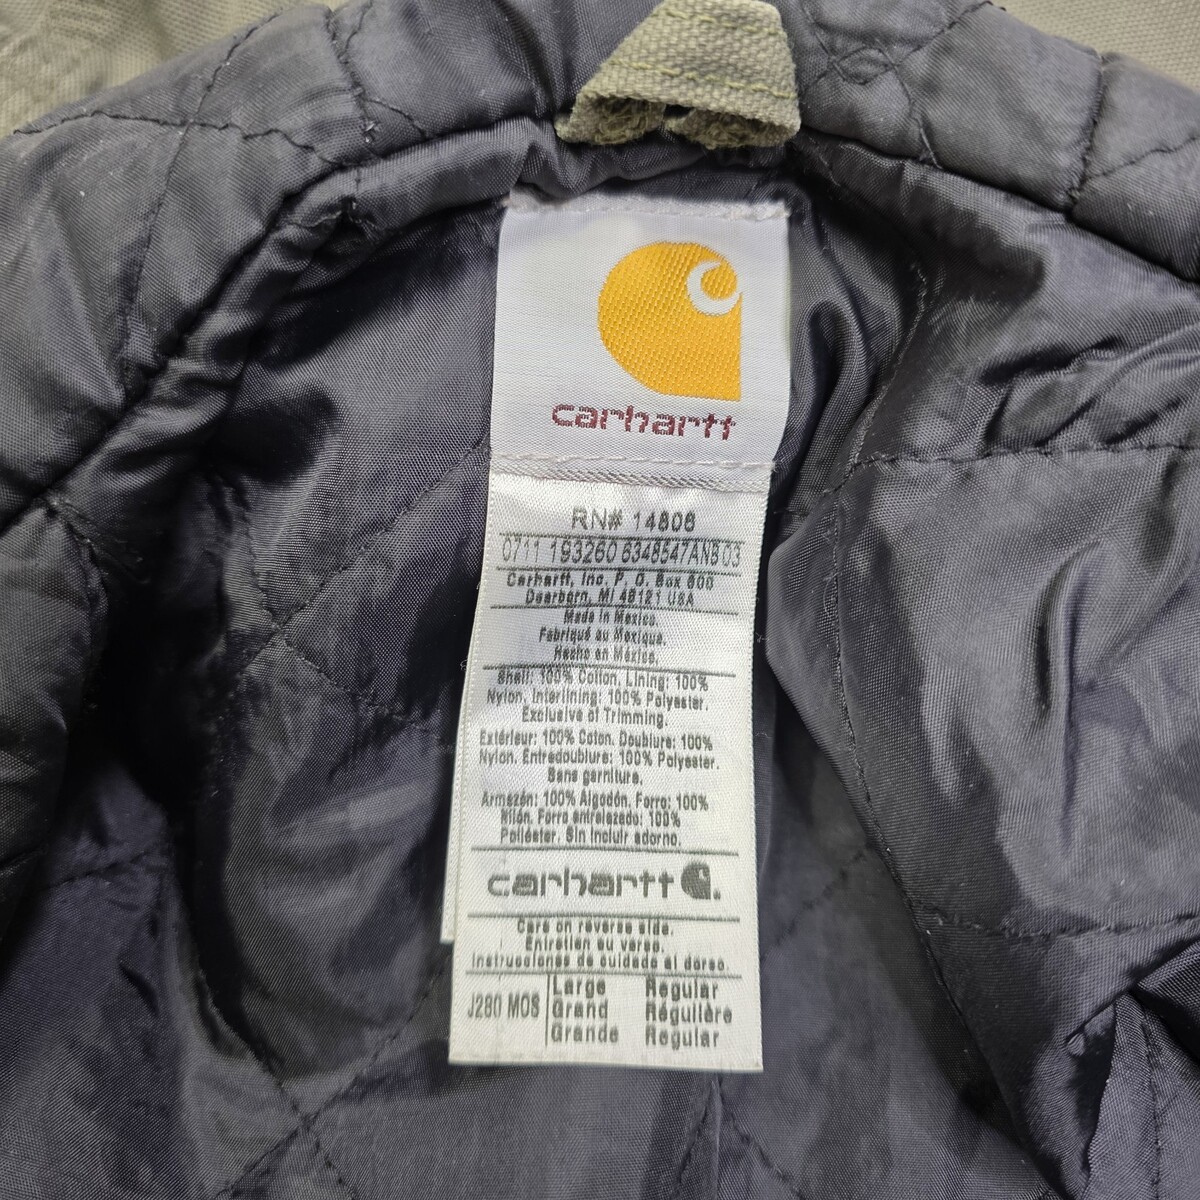 carhartt
RN# 14806
0711 193260 6348547ANB 03
Carhartt, Inc. P. O. Box 600
Dearborn, MI 48121 USA
Made in Mexico.
Fabriqué au Mexique.
Hecho en México.
Shell: 100% Cotton. Lining: 100%
Nylon. Interlining: 100% Polyester.
Exclusive of Trimming.
Extérieur: 100% Coton. Doublure: 100%
Nylon. Entredoublure: 100% Polyester.
Sans garniture.
Armazón: 100% Algodón. Forro: 100%
Nilón. Forro entrelazado: 100%
Poliéster. Sin incluir adorno.
carhartt
Care on reverse side.
Entretien au verso.
Instrucciones de cuidado al dorso.
J280 MOS
Large Regular
Grand Régulière
Grande Regular